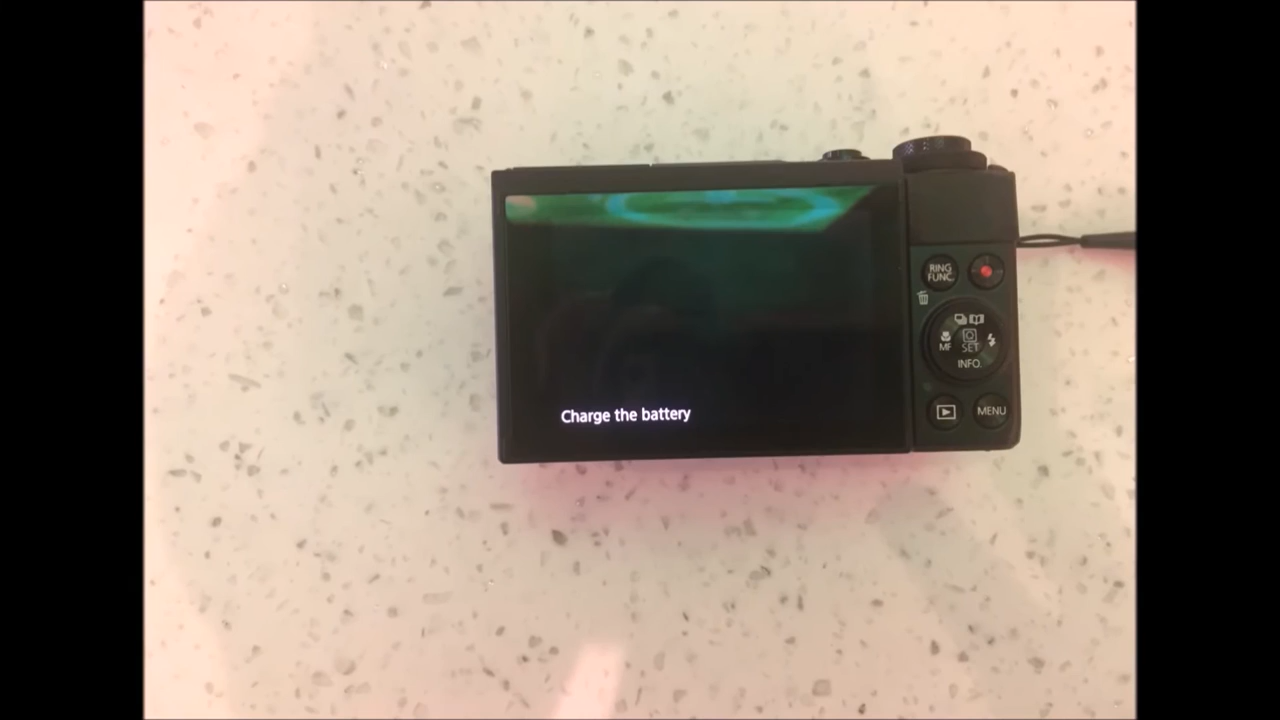 RING
FUNC.
MF
SET
INFO.
Charge the battery
MENU